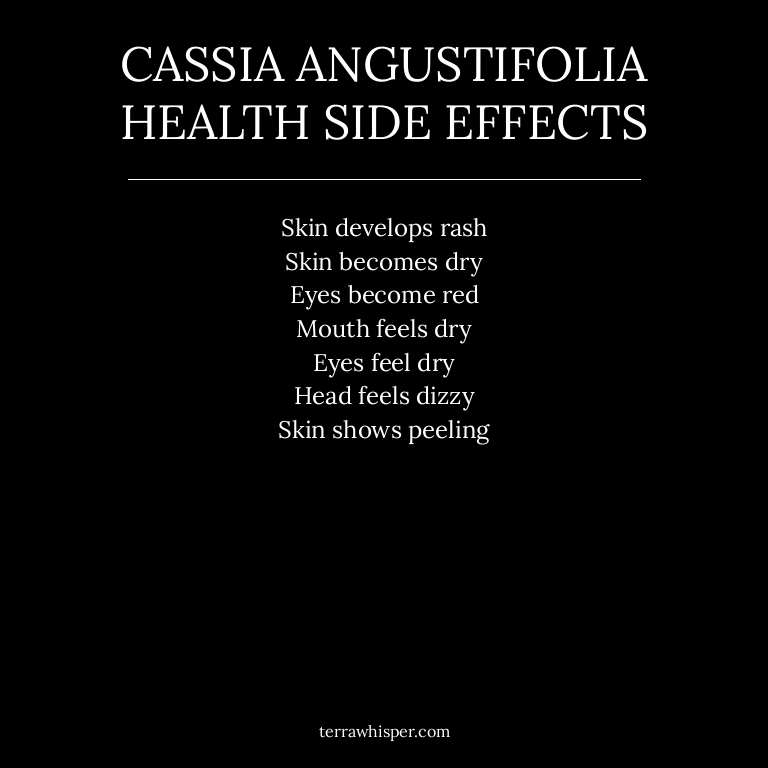 CASSIA ANGUSTIFOLIA
HEALTH SIDE EFFECTS
Skin develops rash
Skin becomes dry
Eyes become red
Mouth feels dry
Eyes feel dry
Head feels dizzy
Skin shows peeling
terrawhisper.com